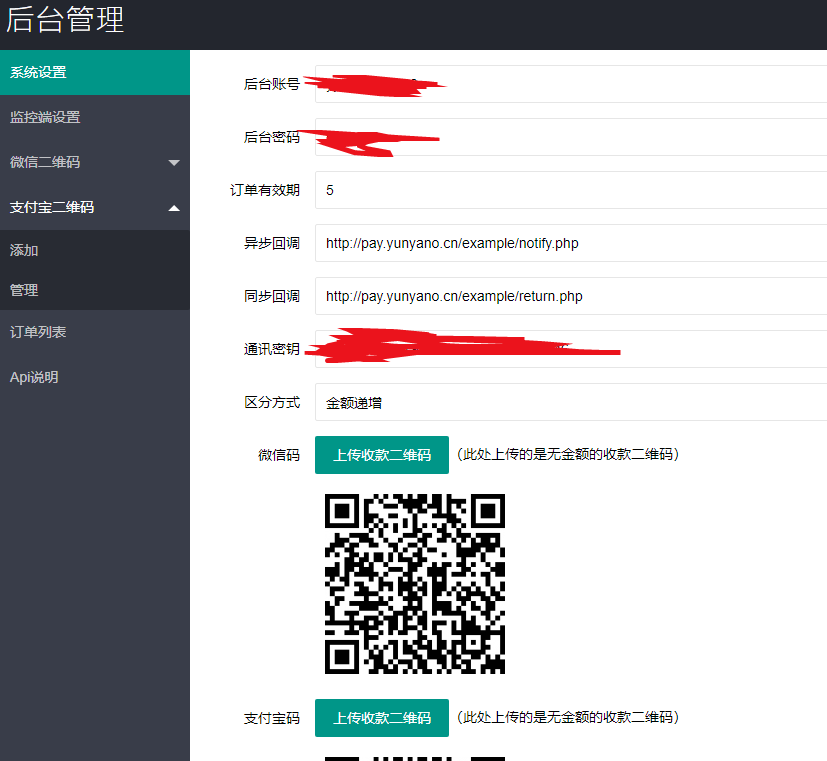 后台管理
系统设置
监控端设置
微信二维码
支付宝二维码
添加
管理
订单列表
Api说明
后台账号
后台密码
订单有效期 5
异步回调 http://pay.yunyano.cn/example/notify.php
同步回调 http://pay.yunyano.cn/example/return.php
通讯密钥
区分方式 金额递增
微信码 上传收款二维码 （此处上传的是无金额的收款二维码）
支付宝码 上传收款二维码 （此处上传的是无金额的收款二维码）